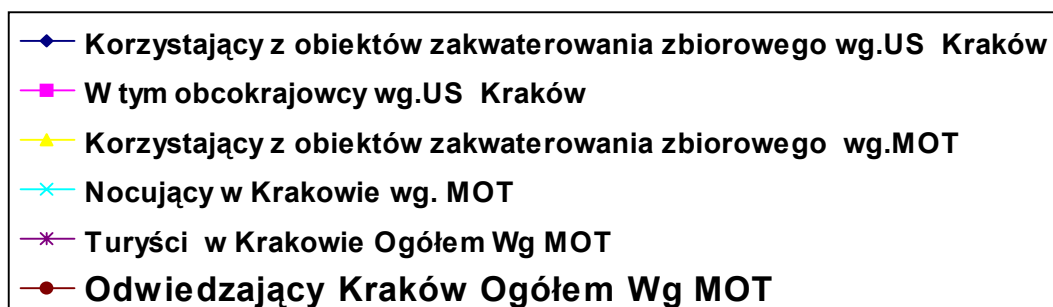 Korzystający z obiektów zakwaterowania zbiorowego wg.US Kraków
W tym obcokrajowcy wg.US Kraków
Korzystający z obiektów zakwaterowania zbiorowego wg.MOT
Nocujący w Krakowie wg. MOT
Turyści w Krakowie Ogółem Wg MOT
Odwiedzający Kraków Ogółem Wg MOT